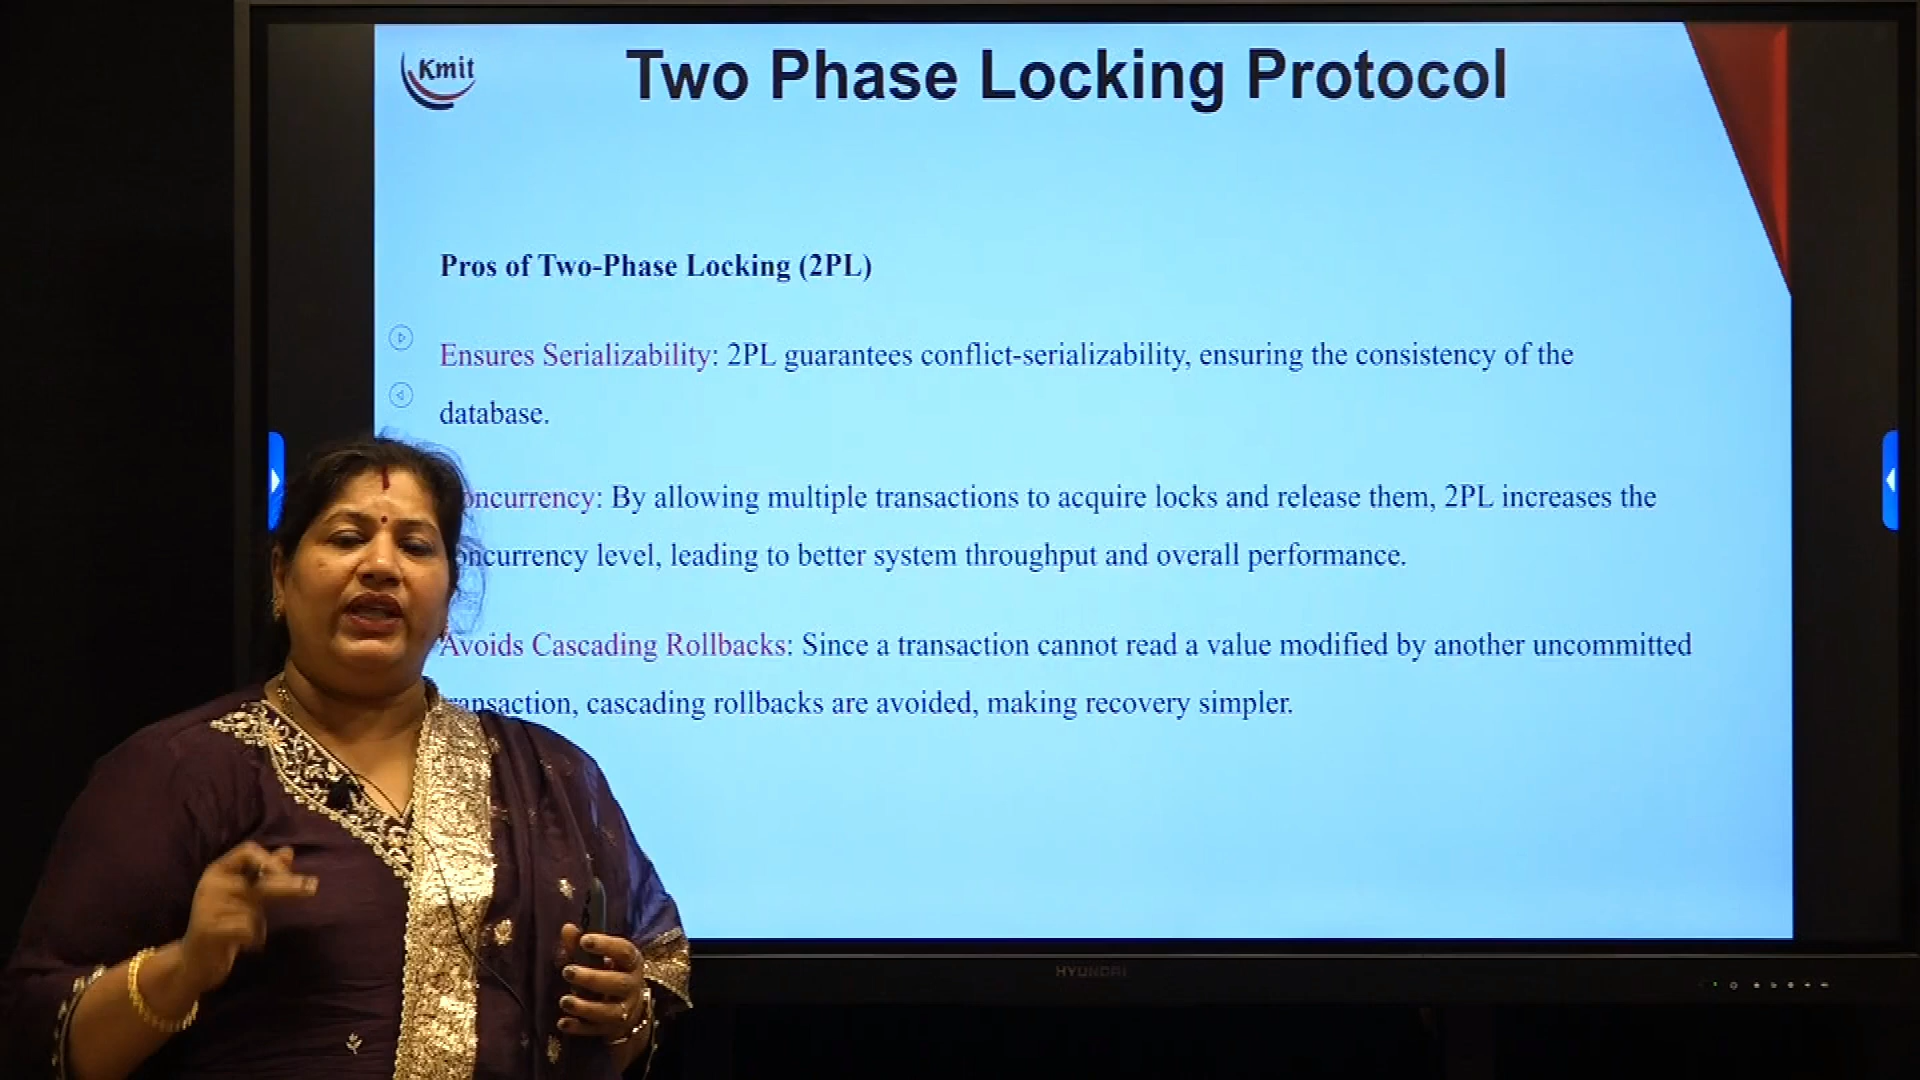 Kmit
Two Phase Locking Protocol
Pros of Two-Phase Locking (2PL)
Ensures Serializability: 2PL guarantees conflict-serializability, ensuring the consistency of the
database.
oncurrency: By allowing multiple transactions to acquire locks and release them, 2PL increases the
oncurrency level, leading to better system throughput and overall performance.
Avoids Cascading Rollbacks: Since a transaction cannot read a value modified by another uncommitted
ransaction, cascading rollbacks are avoided, making recovery simpler.
HYUNDAI